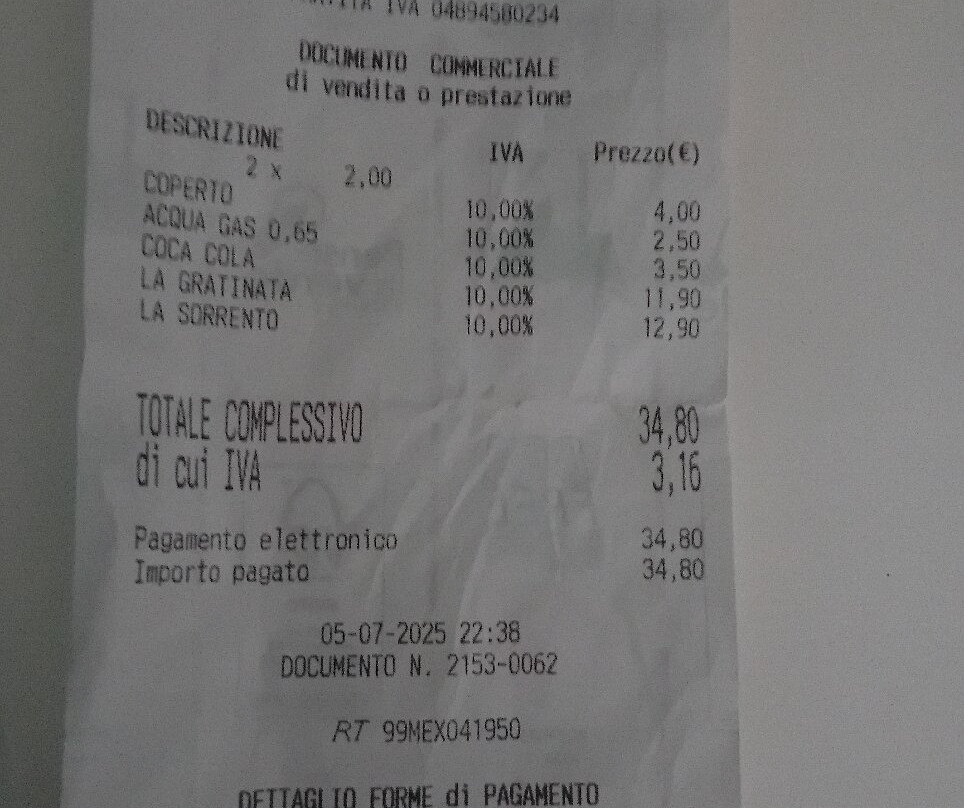 IVA 04894580234
DOCUMENTO COMMERCIALE
di vendita o prestazione
DESCRIZIONE IVA Prezzo(€)
2 x 2,00
COPERTO 10,00% 4,00
ACQUA GAS 0,65 10,00% 2,50
COCA COLA 10,00% 3,50
LA GRATINATA 10,00% 11,90
LA SORRENTO 10,00% 12,90
TOTALE COMPLESSIVO 34,80
di cui IVA 3,16
Pagamento elettronico 34,80
Importo pagato 34,80
05-07-2025 22:38
DOCUMENTO N. 2153-0062
RT 99MEX041950
DETTAGLIO FORME di PAGAMENTO